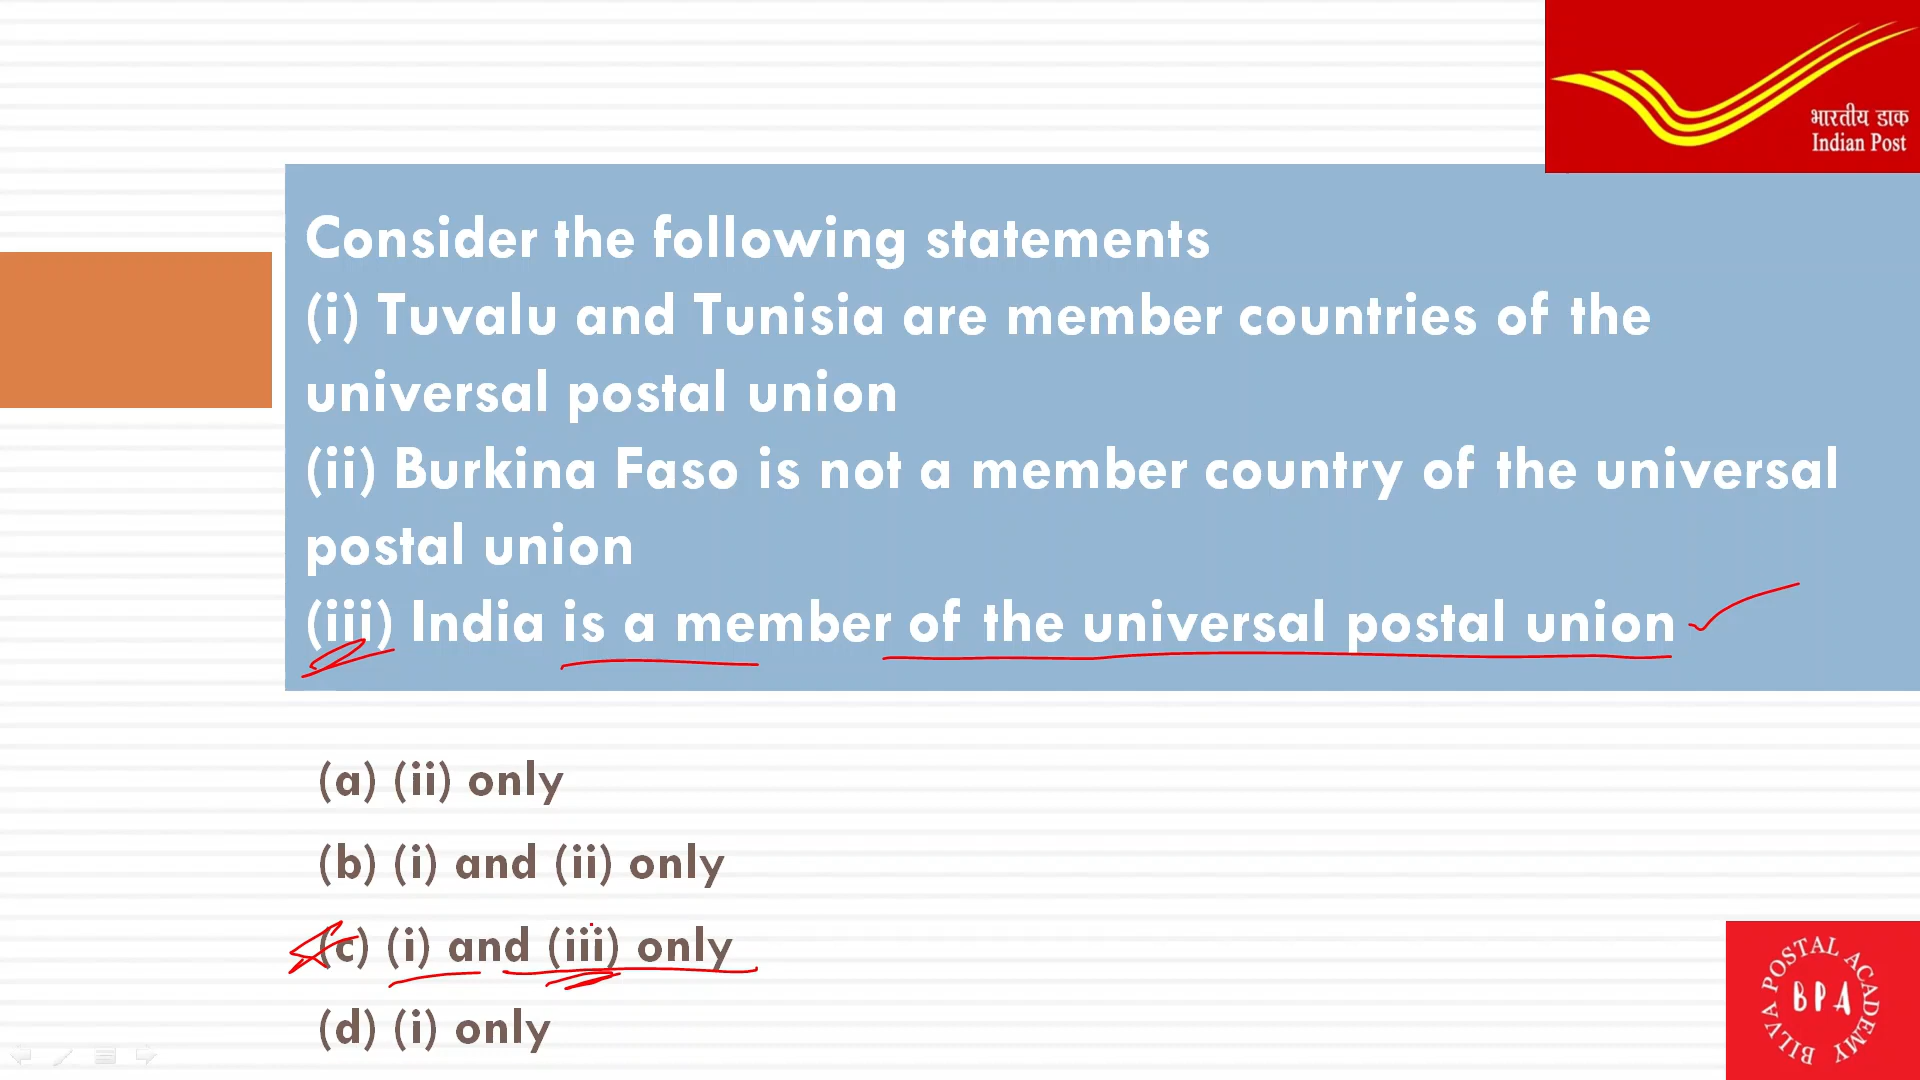 भारतीय डाक
Indian Post
Consider the following statements
(i) Tuvalu and Tunisia are member countries of the
universal postal union
(ii) Burkina Faso is not a member country of the universal
postal union
(iii) India is a member of the universal postal union
(a) (ii) only
(b) (i) and (ii) only
(c) (i) and (iii) only
(d) (i) only
BILVA POSTAL ACADEMY
BPA